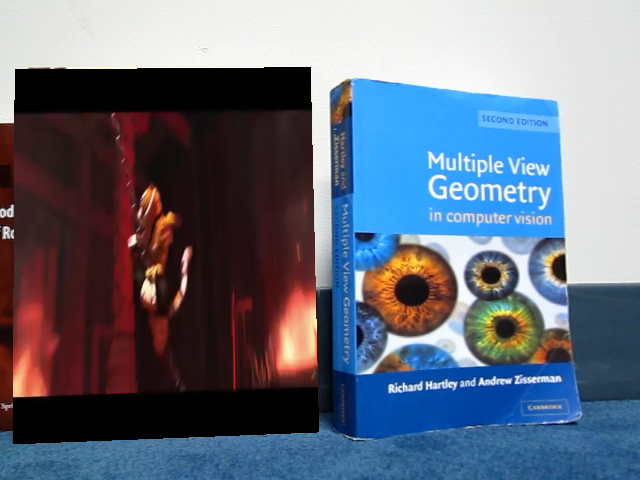 SECOND EDITION
Multiple View
Geometry
in computer vision
Richard Hartley and Andrew Zisserman
CAMBRIDGE
Hartley and
Zisserman
Multiple View Geometry